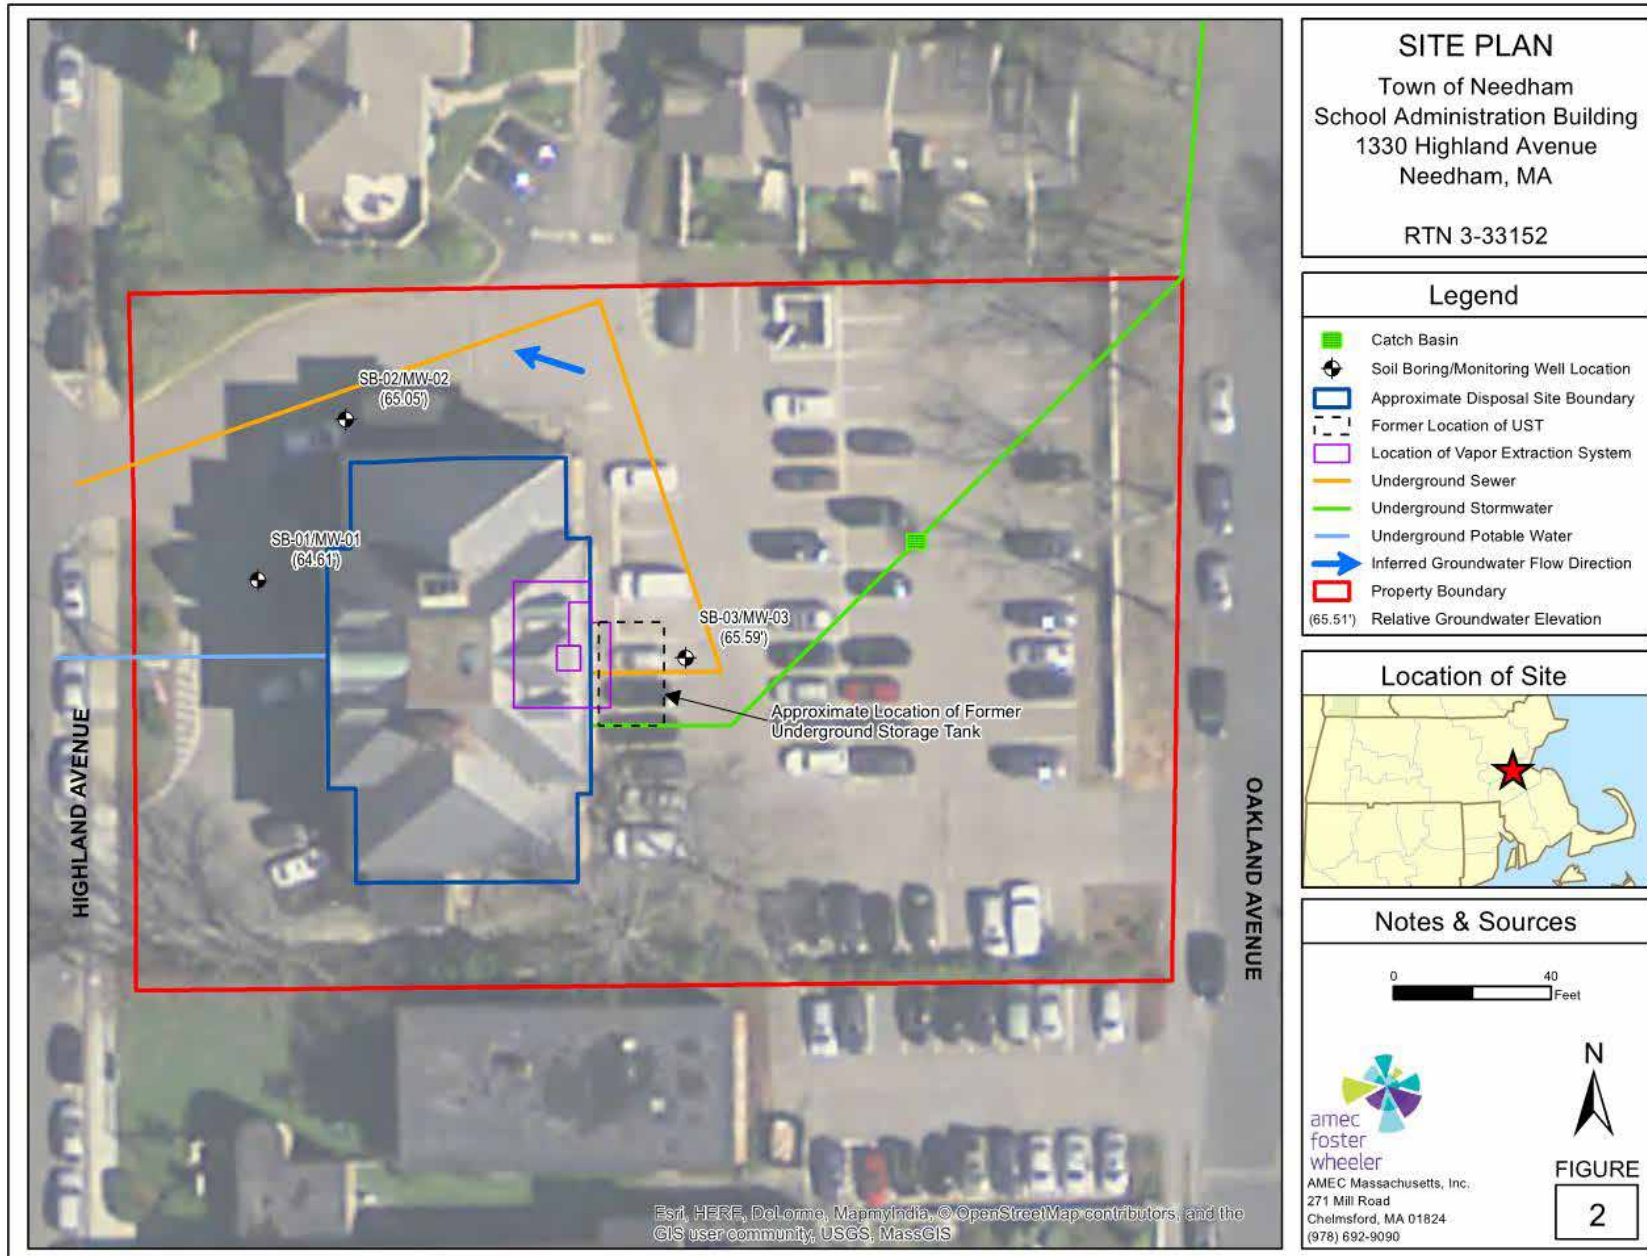 SITE PLAN
Town of Needham
School Administration Building
1330 Highland Avenue
Needham, MA
RTN 3-33152
Legend
Catch Basin
Soil Boring/Monitoring Well Location
Approximate Disposal Site Boundary
Former Location of UST
Location of Vapor Extraction System
Underground Sewer
Underground Stormwater
Underground Potable Water
Inferred Groundwater Flow Direction
Property Boundary
(65.51') Relative Groundwater Elevation
SB-02/MW-02
(65.05')
SB-01/MW-01
(64.61')
SB-03/MW-03
(65.59')
Approximate Location of Former
Underground Storage Tank
HIGHLAND AVENUE
OAKLAND AVENUE
Esri, HERE, DeLorme, MapmyIndia, © OpenStreetMap contributors, and the
GIS user community, USGS, MassGIS
Location of Site
Notes & Sources
0 40
Feet
N
amec
foster
wheeler
AMEC Massachusetts, Inc.
271 Mill Road
Chelmsford, MA 01824
(978) 692-9090
FIGURE
2